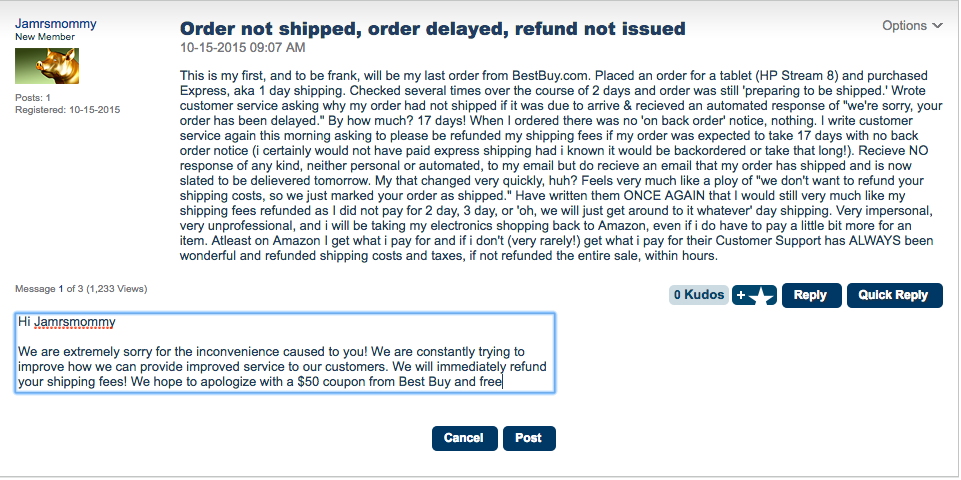 Jamrsmommy
New Member
Posts: 1
Registered: 10-15-2015
Order not shipped, order delayed, refund not issued
10-15-2015 09:07 AM
Options
This is my first, and to be frank, will be my last order from BestBuy.com. Placed an order for a tablet (HP Stream 8) and purchased
Express, aka 1 day shipping. Checked several times over the course of 2 days and order was still 'preparing to be shipped.' Wrote
customer service asking why my order had not shipped if it was due to arrive & recieved an automated response of "we're sorry, your
order has been delayed." By how much? 17 days! When I ordered there was no 'on back order' notice, nothing. I write customer
service again this morning asking to please be refunded my shipping fees if my order was expected to take 17 days with no back
order notice (i certainly would not have paid express shipping had i known it would be backordered or take that long!). Recieve NO
response of any kind, neither personal or automated, to my email but do recieve an email that my order has shipped and is now
slated to be delievered tomorrow. My that changed very quickly, huh? Feels very much like a ploy of "we don't want to refund your
shipping costs, so we just marked your order as shipped." Have written them ONCE AGAIN that I would still very much like my
shipping fees refunded as I did not pay for 2 day, 3 day, or 'oh, we will just get around to it whatever' day shipping. Very impersonal,
very unprofessional, and i will be taking my electronics shopping back to Amazon, even if i do have to pay a little bit more for an
item. Atleast on Amazon I get what i pay for and if i don't (very rarely!) get what i pay for their Customer Support has ALWAYS been
wonderful and refunded shipping costs and taxes, if not refunded the entire sale, within hours.
Message 1 of 3 (1,233 Views)
0 Kudos
+
Reply
Quick Reply
Hi Jamrsmommy
We are extremely sorry for the inconvenience caused to you! We are constantly trying to
improve how we can provide improved service to our customers. We will immediately refund
your shipping fees! We hope to apologize with a $50 coupon from Best Buy and free
Cancel
Post